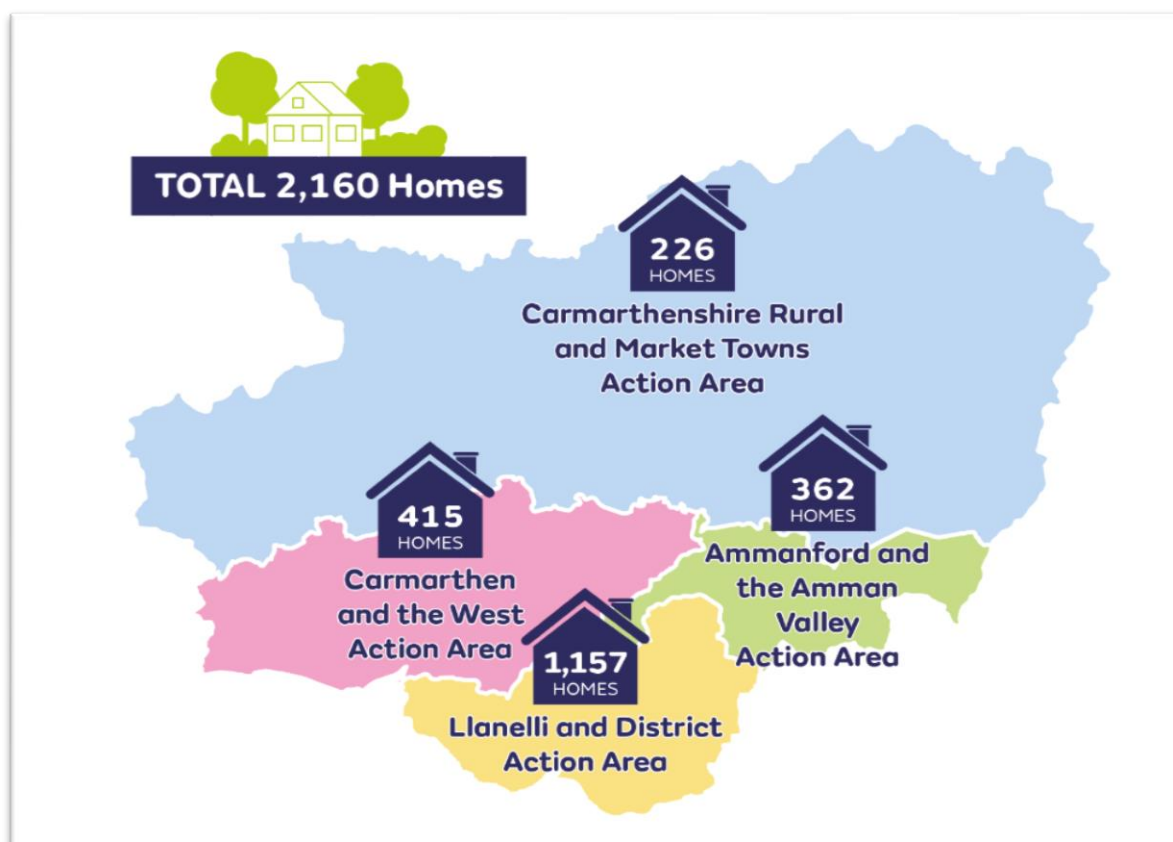 TOTAL 2,160 Homes
226
HOMES
Carmarthenshire Rural
and Market Towns
Action Area
415
HOMES
Carmarthen
and the West
Action Area
362
HOMES
Ammanford and
the Amman
Valley
Action Area
1,157
HOMES
Llanelli and District
Action Area